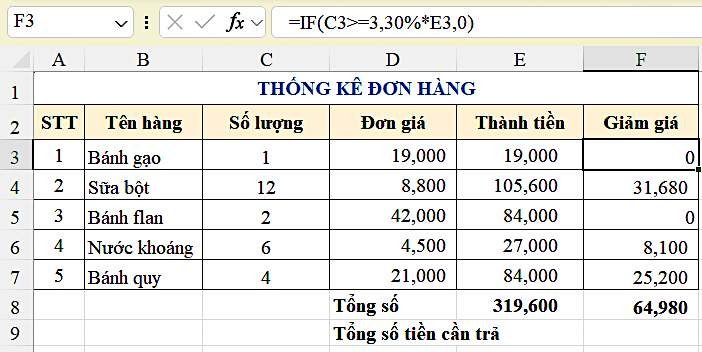 F3 fx =IF(C3>=3,30%*E3,0)
A B C D E F
1 THỐNG KÊ ĐƠN HÀNG
2 STT Tên hàng Số lượng Đơn giá Thành tiền Giảm giá
3 1 Bánh gạo 1 19,000 19,000 0
4 2 Sữa bột 12 8,800 105,600 31,680
5 3 Bánh flan 2 42,000 84,000 0
6 4 Nước khoáng 6 4,500 27,000 8,100
7 5 Bánh quy 4 21,000 84,000 25,200
8 Tổng số 319,600 64,980
9 Tổng số tiền cần trả